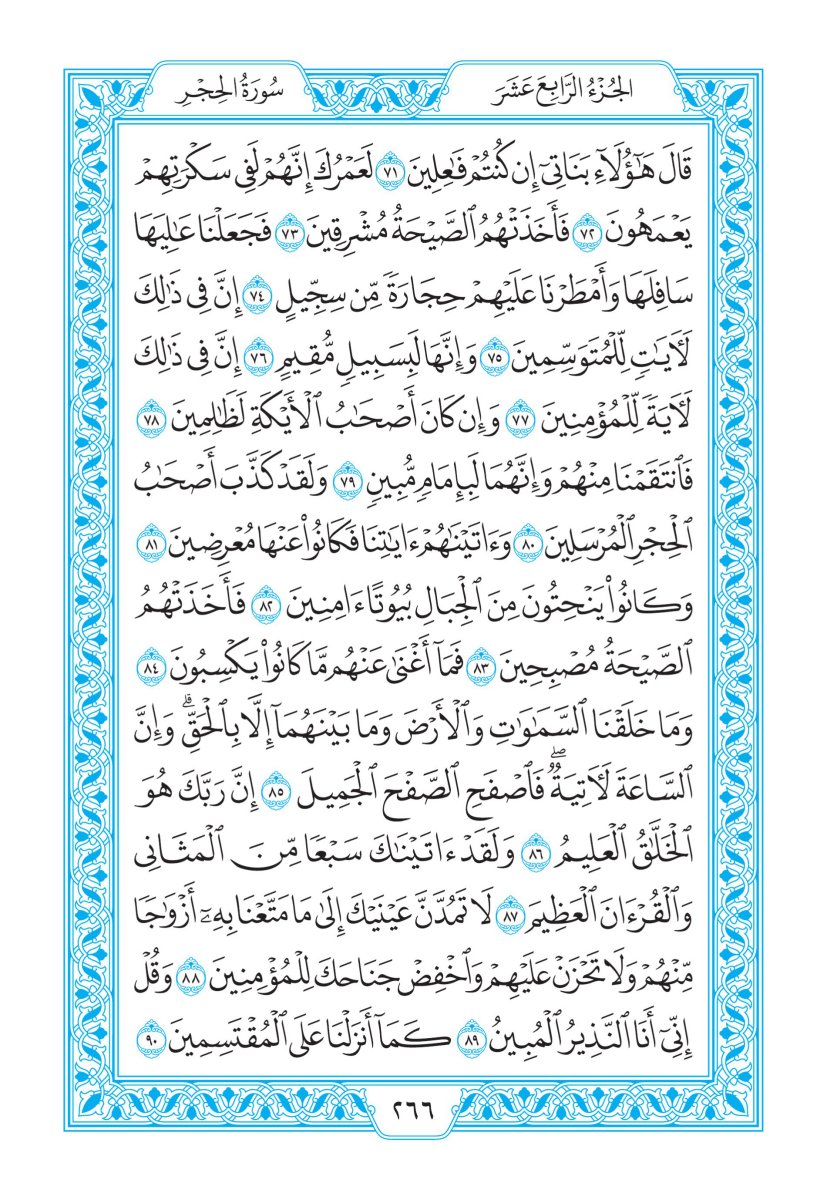 الجُزْءُ الرَّابِعَ عَشَرَ
سُورَةُ الحِجْرِ
قَالَ هَٰٓؤُلَآءِ بَنَاتِيٓ إِن كُنتُمْ فَٰعِلِينَ ٧١ لَعَمْرُكَ إِنَّهُمْ لَفِي سَكْرَتِهِمْ
يَعْمَهُونَ ٧٢ فَأَخَذَتْهُمُ ٱلصَّيْحَةُ مُشْرِقِينَ ٧٣ فَجَعَلْنَا عَٰلِيَهَا
سَافِلَهَا وَأَمْطَرْنَا عَلَيْهِمْ حِجَارَةً مِّن سِجِّيلٍ ٧٤ إِنَّ فِي ذَٰلِكَ
لَأٓيَٰتٍ لِّلْمُتَوَسِّمِينَ ٧٥ وَإِنَّهَا لَبِسَبِيلٍ مُّقِيمٍ ٧٦ إِنَّ فِي ذَٰلِكَ
لَأٓيَةً لِّلْمُؤْمِنِينَ ٧٧ وَإِن كَانَ أَصْحَٰبُ ٱلْأَيْكَةِ لَظَٰلِمِينَ ٧٨
فَٱنتَقَمْنَا مِنْهُمْ وَإِنَّهُمَا لَبِإِمَامٍ مُّبِينٍ ٧٩ وَلَقَدْ كَذَّبَ أَصْحَٰبُ
ٱلْحِجْرِ ٱلْمُرْسَلِينَ ٨٠ وَءَاتَيْنَٰهُمْ ءَايَٰتِنَا فَكَانُوا۟ عَنْهَا مُعْرِضِينَ ٨١
وَكَانُوا۟ يَنْحِتُونَ مِنَ ٱلْجِبَالِ بُيُوتًا ءَامِنِينَ ٨٢ فَأَخَذَتْهُمُ
ٱلصَّيْحَةُ مُصْبِحِينَ ٨٣ فَمَآ أَغْنَىٰ عَنْهُم مَّا كَانُوا۟ يَكْسِبُونَ ٨٤
وَمَا خَلَقْنَا ٱلسَّمَٰوَٰتِ وَٱلْأَرْضَ وَمَا بَيْنَهُمَآ إِلَّا بِٱلْحَقِّ ۗ وَإِنَّ
ٱلسَّاعَةَ لَأٓتِيَةٌ ۖ فَٱصْفَحِ ٱلصَّفْحَ ٱلْجَمِيلَ ٨٥ إِنَّ رَبَّكَ هُوَ
ٱلْخَلَّٰقُ ٱلْعَلِيمُ ٨٦ وَلَقَدْ ءَاتَيْنَٰكَ سَبْعًا مِّنَ ٱلْمَثَانِي
وَٱلْقُرْءَانَ ٱلْعَظِيمَ ٨٧ لَا تَمُدَّنَّ عَيْنَيْكَ إِلَىٰ مَا مَتَّعْنَا بِهِۦٓ أَزْوَٰجًا
مِّنْهُمْ وَلَا تَحْزَنْ عَلَيْهِمْ وَٱخْفِضْ جَنَاحَكَ لِلْمُؤْمِنِينَ ٨٨ وَقُلْ
إِنِّيٓ أَنَا ٱلنَّذِيرُ ٱلْمُبِينُ ٨٩ كَمَآ أَنزَلْنَا عَلَى ٱلْمُقْتَسِمِينَ ٩٠
٢٦٦